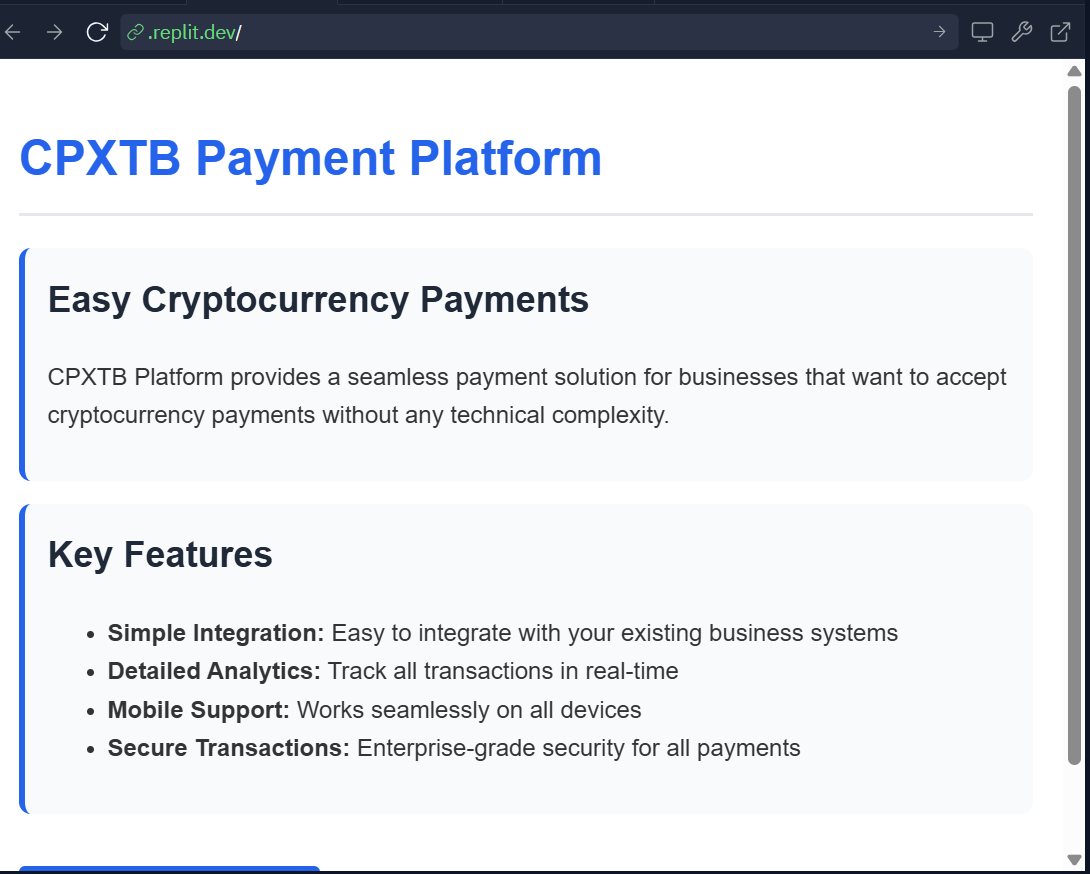 .replit.dev/
CPXTB Payment Platform
Easy Cryptocurrency Payments
CPXTB Platform provides a seamless payment solution for businesses that want to accept
cryptocurrency payments without any technical complexity.
Key Features
• Simple Integration: Easy to integrate with your existing business systems
• Detailed Analytics: Track all transactions in real-time
• Mobile Support: Works seamlessly on all devices
• Secure Transactions: Enterprise-grade security for all payments